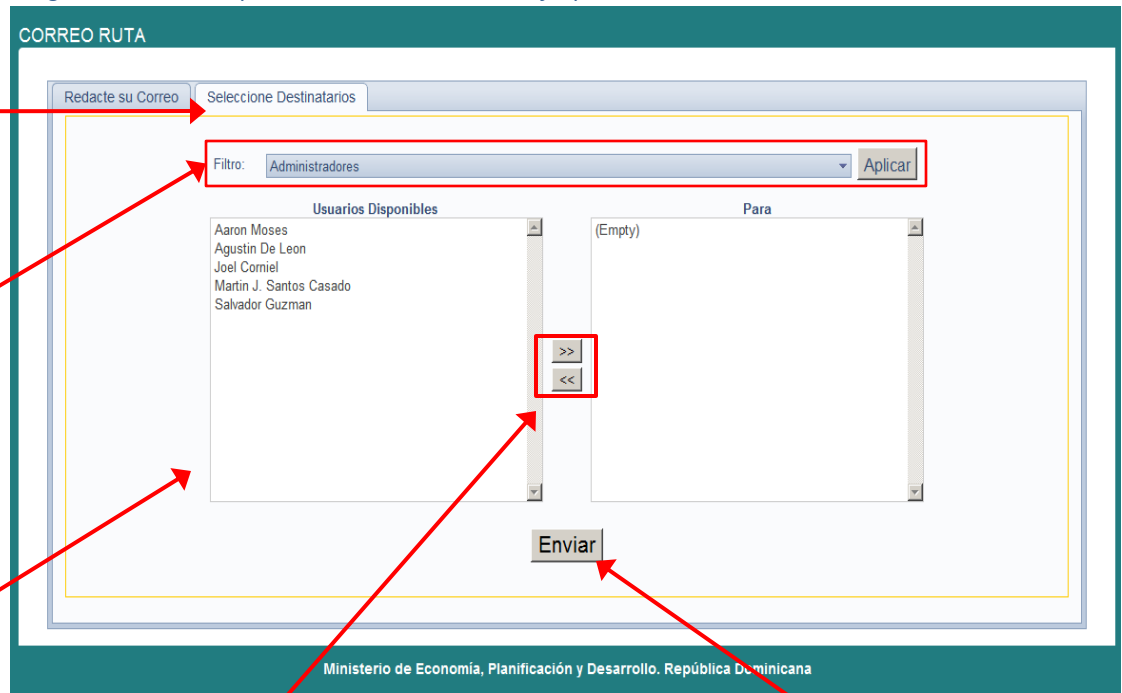 CORREO RUTA
Redacte su Correo Seleccione Destinatarios
Filtro: Administradores Aplicar
Usuarios Disponibles Para
Aaron Moses (Empty)
Agustin De Leon
Joel Corniel
Martin J. Santos Casado
Salvador Guzman
>>
<<
Enviar
Ministerio de Economía, Planificación y Desarrollo. República Dominicana